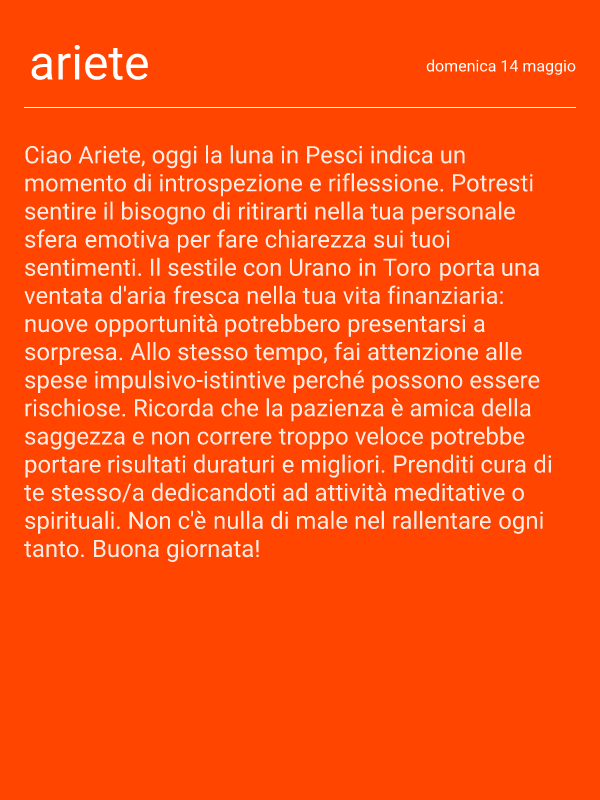 ariete
domenica 14 maggio
Ciao Ariete, oggi la luna in Pesci indica un
momento di introspezione e riflessione. Potresti
sentire il bisogno di ritirarti nella tua personale
sfera emotiva per fare chiarezza sui tuoi
sentimenti. Il sestile con Urano in Toro porta una
ventata d'aria fresca nella tua vita finanziaria:
nuove opportunità potrebbero presentarsi a
sorpresa. Allo stesso tempo, fai attenzione alle
spese impulsivo-istintive perché possono essere
rischiose. Ricorda che la pazienza è amica della
saggezza e non correre troppo veloce potrebbe
portare risultati duraturi e migliori. Prenditi cura di
te stesso/a dedicandoti ad attività meditative o
spirituali. Non c'è nulla di male nel rallentare ogni
tanto. Buona giornata!